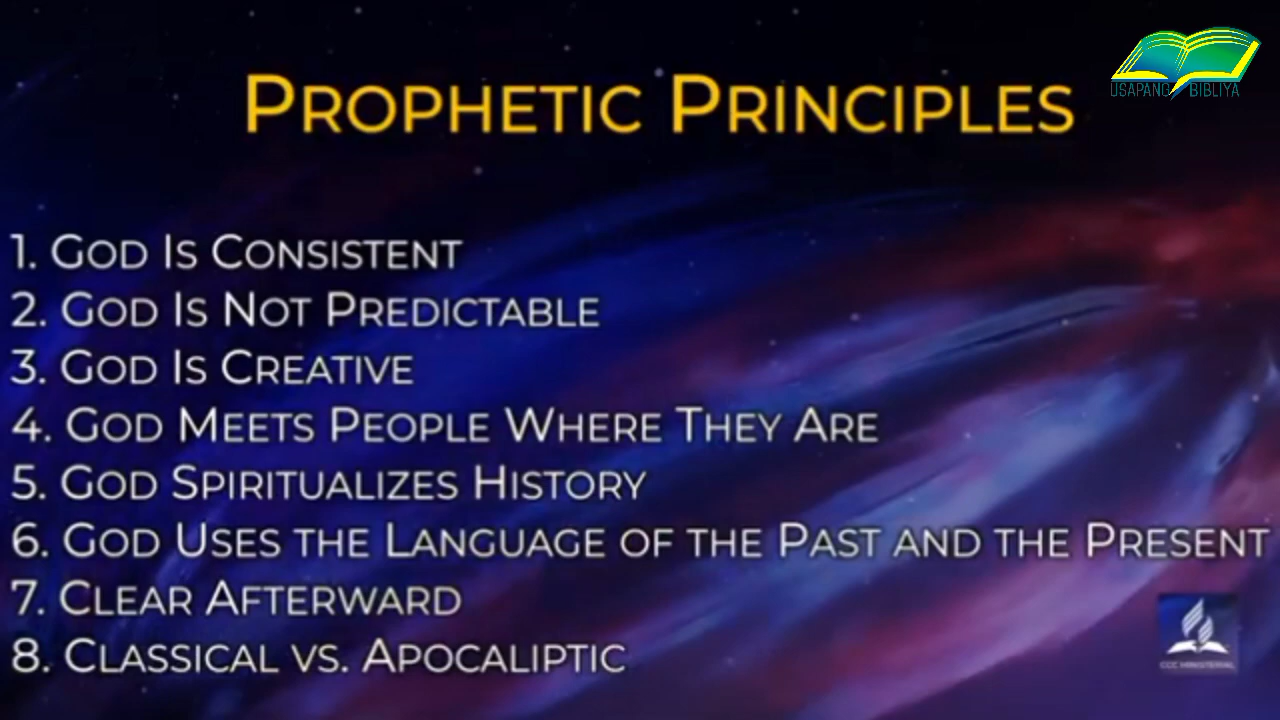 USAPANG BIBLIYA
PROPHETIC PRINCIPLES
1. GOD IS CONSISTENT
2. GOD IS NOT PREDICTABLE
3. GOD IS CREATIVE
4. GOD MEETS PEOPLE WHERE THEY ARE
5. GOD SPIRITUALIZES HISTORY
6. GOD USES THE LANGUAGE OF THE PAST AND THE PRESENT
7. CLEAR AFTERWARD
8. CLASSICAL VS. APOCALIPTIC
CCC MINISTERIAL